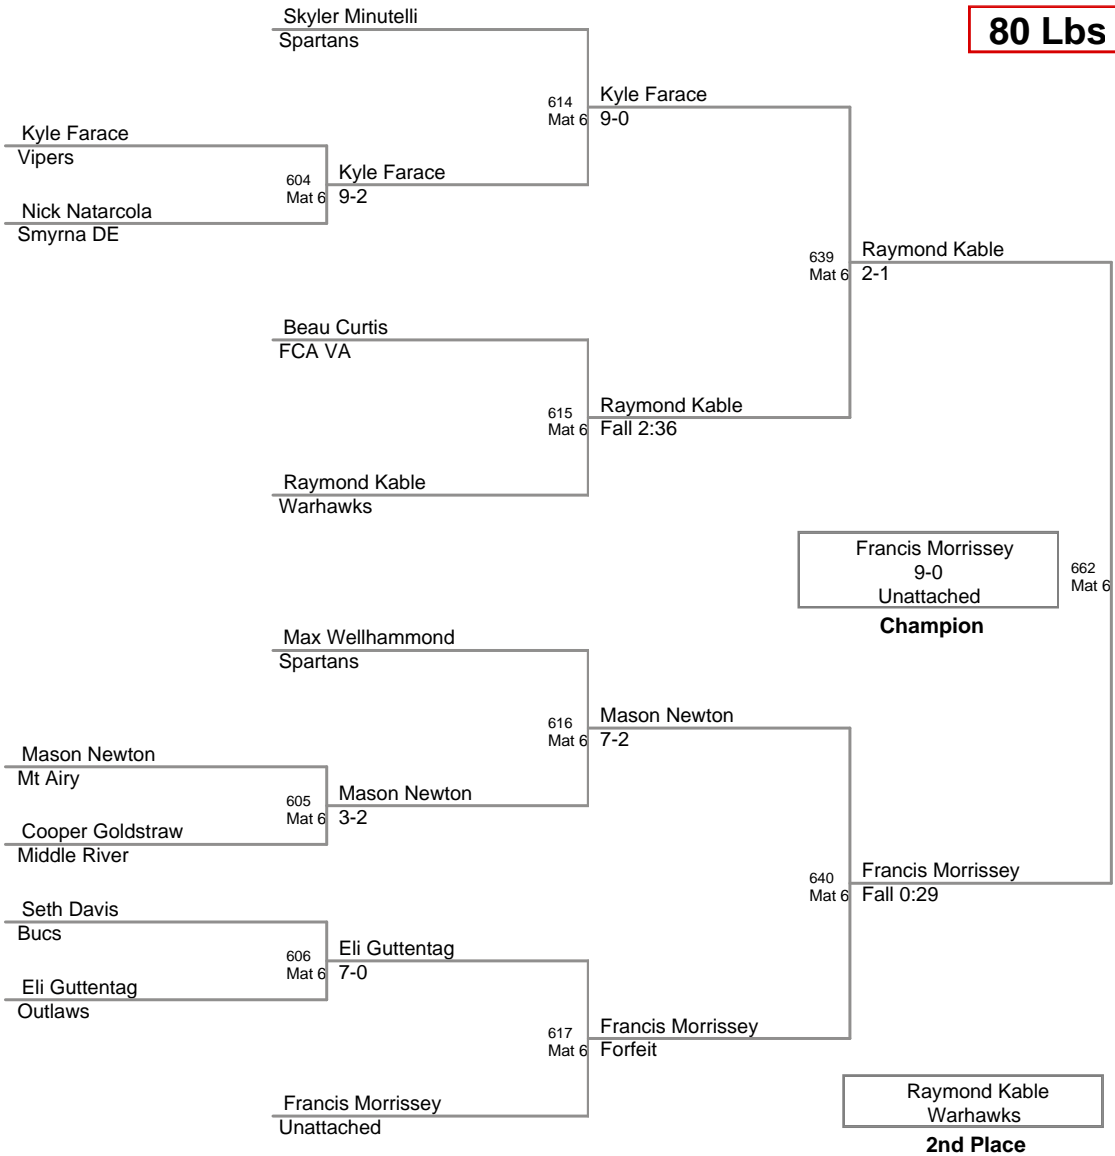 Skyler Minutelli
Spartans
80 Lbs
614
Mat 6
Kyle Farace
9-0
Kyle Farace
Vipers
604
Mat 6
Kyle Farace
9-2
Nick Natarcola
Smyrna DE
639
Mat 6
Raymond Kable
2-1
Beau Curtis
FCA VA
615
Mat 6
Raymond Kable
Fall 2:36
Raymond Kable
Warhawks
Francis Morrissey
9-0
Unattached
Champion
662
Mat 6
Max Wellhammond
Spartans
616
Mat 6
Mason Newton
7-2
Mason Newton
Mt Airy
605
Mat 6
Mason Newton
3-2
Cooper Goldstraw
Middle River
640
Mat 6
Francis Morrissey
Fall 0:29
Seth Davis
Bucs
606
Mat 6
Eli Guttentag
7-0
Eli Guttentag
Outlaws
617
Mat 6
Francis Morrissey
Forfeit
Francis Morrissey
Unattached
Raymond Kable
Warhawks
2nd Place